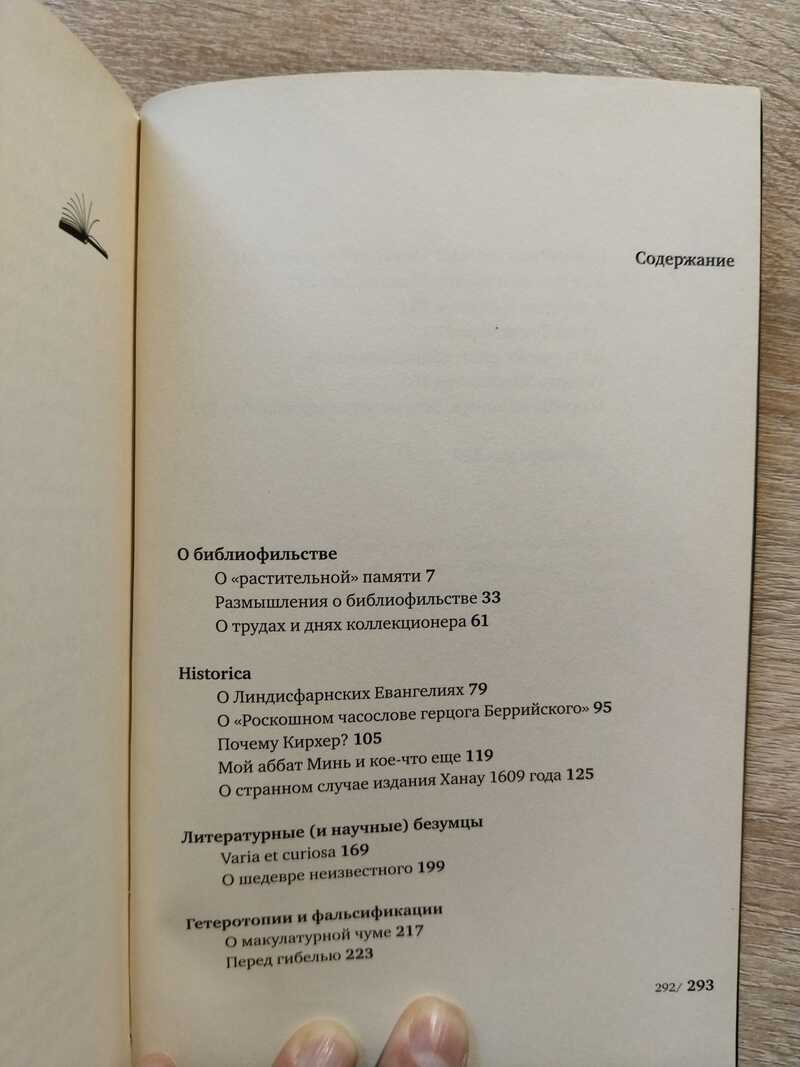 Содержание
О библиофильстве
О «растительной» памяти 7
Размышления о библиофильстве 33
О трудах и днях коллекционера 61
Historica
О Линдисфарнских Евангелиях 79
О «Роскошном часослове герцога Беррийского» 95
Почему Кирхер? 105
Мой аббат Минь и кое-что еще 119
О странном случае издания Ханау 1609 года 125
Литературные (и научные) безумцы
Varia et curiosa 169
О шедевре неизвестного 199
Гетеротопии и фальсификации
О макулатурной чуме 217
Перед гибелью 223
292/ 293